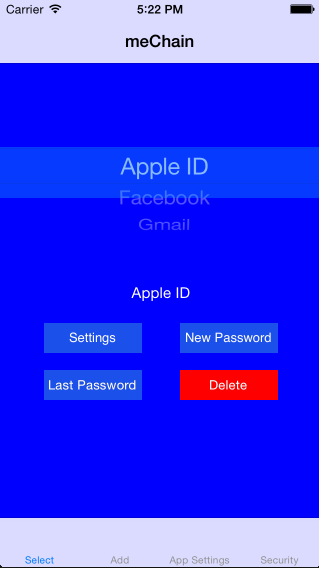 Carrier 5:22 PM
meChain
Apple ID
Facebook
Gmail
Apple ID
Settings New Password
Last Password Delete
Select Add App Settings Security